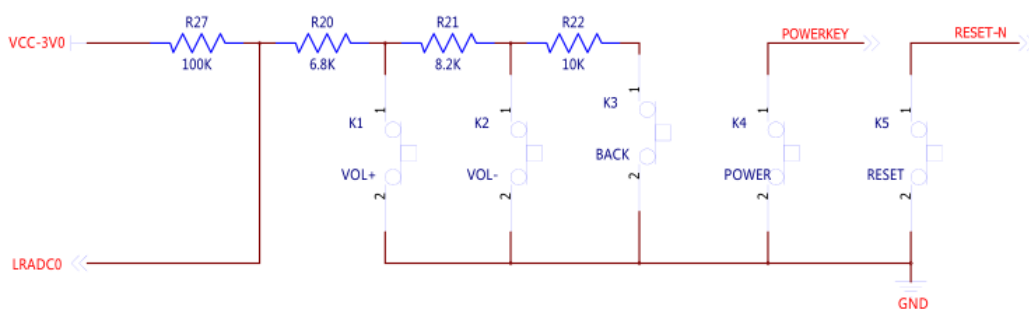 R27 R20 R21 R22 POWERKEY RESET-N
VCC-3V0
100K 6.8K 8.2K 10K
1 1 1 1 1
K1 K2 K3 K4 K5
VOL+ VOL- BACK POWER RESET
2 2 2 2 2
LRADC0
GND